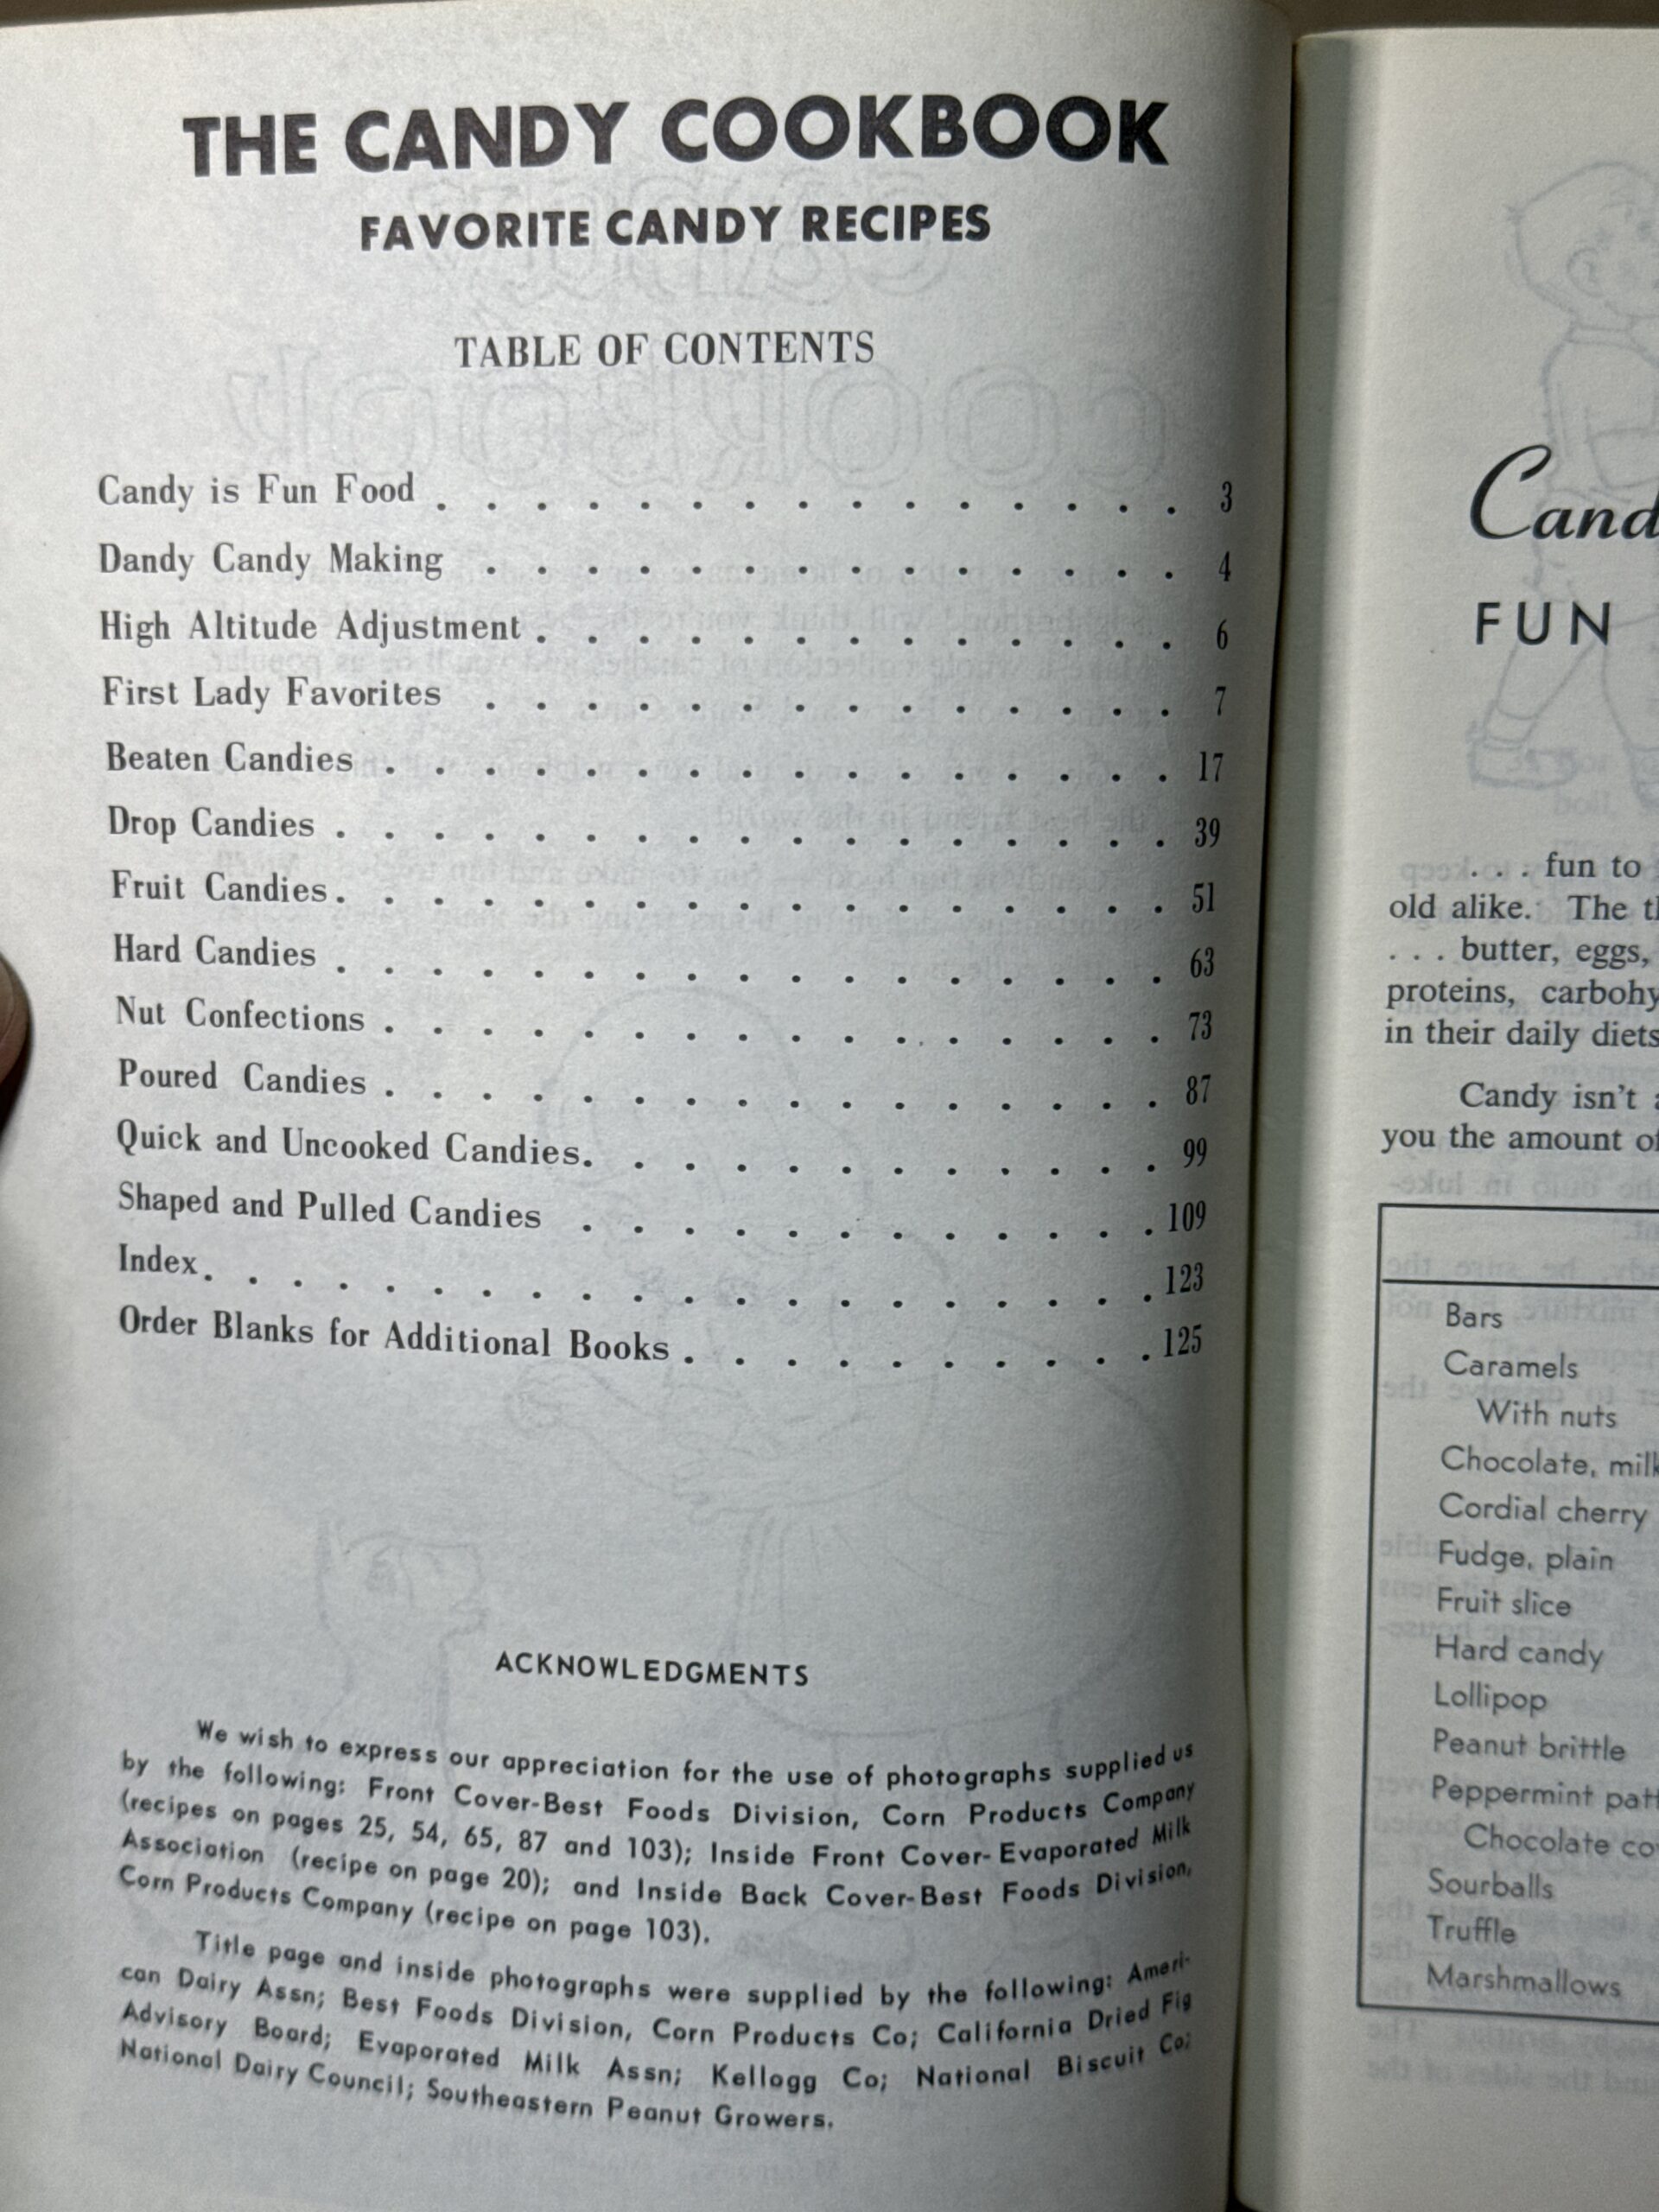 THE CANDY COOKBOOK
FAVORITE CANDY RECIPES
TABLE OF CONTENTS
Candy is Fun Food . . . . . . . . . . . . . . . 3
Dandy Candy Making . . . . . . . . . . . . . . 4
High Altitude Adjustment . . . . . . . . . . . . . 6
First Lady Favorites . . . . . . . . . . . . . . 7
Beaten Candies . . . . . . . . . . . . . . . . 17
Drop Candies . . . . . . . . . . . . . . . . . 39
Fruit Candies . . . . . . . . . . . . . . . . . 51
Hard Candies . . . . . . . . . . . . . . . . . 63
Nut Confections . . . . . . . . . . . . . . . . 73
Poured Candies . . . . . . . . . . . . . . . . 87
Quick and Uncooked Candies . . . . . . . . . . . . 99
Shaped and Pulled Candies . . . . . . . . . . . . 109
Index . . . . . . . . . . . . . . . . . . . . 123
Order Blanks for Additional Books . . . . . . . . . . 125
ACKNOWLEDGMENTS
We wish to express our appreciation for the use of photographs supplied us
by the following: Front Cover-Best Foods Division, Corn Products Company
(recipes on pages 25, 54, 65, 87 and 103); Inside Front Cover-Evaporated Milk
Association (recipe on page 20); and Inside Back Cover-Best Foods Division,
Corn Products Company (recipe on page 103).
Title page and inside photographs were supplied by the following: Ameri-
can Dairy Assn; Best Foods Division, Corn Products Co; California Dried Fig
Advisory Board; Evaporated Milk Assn; Kellogg Co; National Biscuit Co;
National Dairy Council; Southeastern Peanut Growers.
Cand
FUN
. . . fun to
old alike. The
. . . butter, eggs,
proteins, carbohy
in their daily diets
Candy isn't
you the amount of
Bars
Caramels
With nuts
Chocolate, milk
Cordial cherry
Fudge, plain
Fruit slice
Hard candy
Lollipop
Peanut brittle
Peppermint patt
Chocolate co
Sourballs
Truffle
Marshmallows